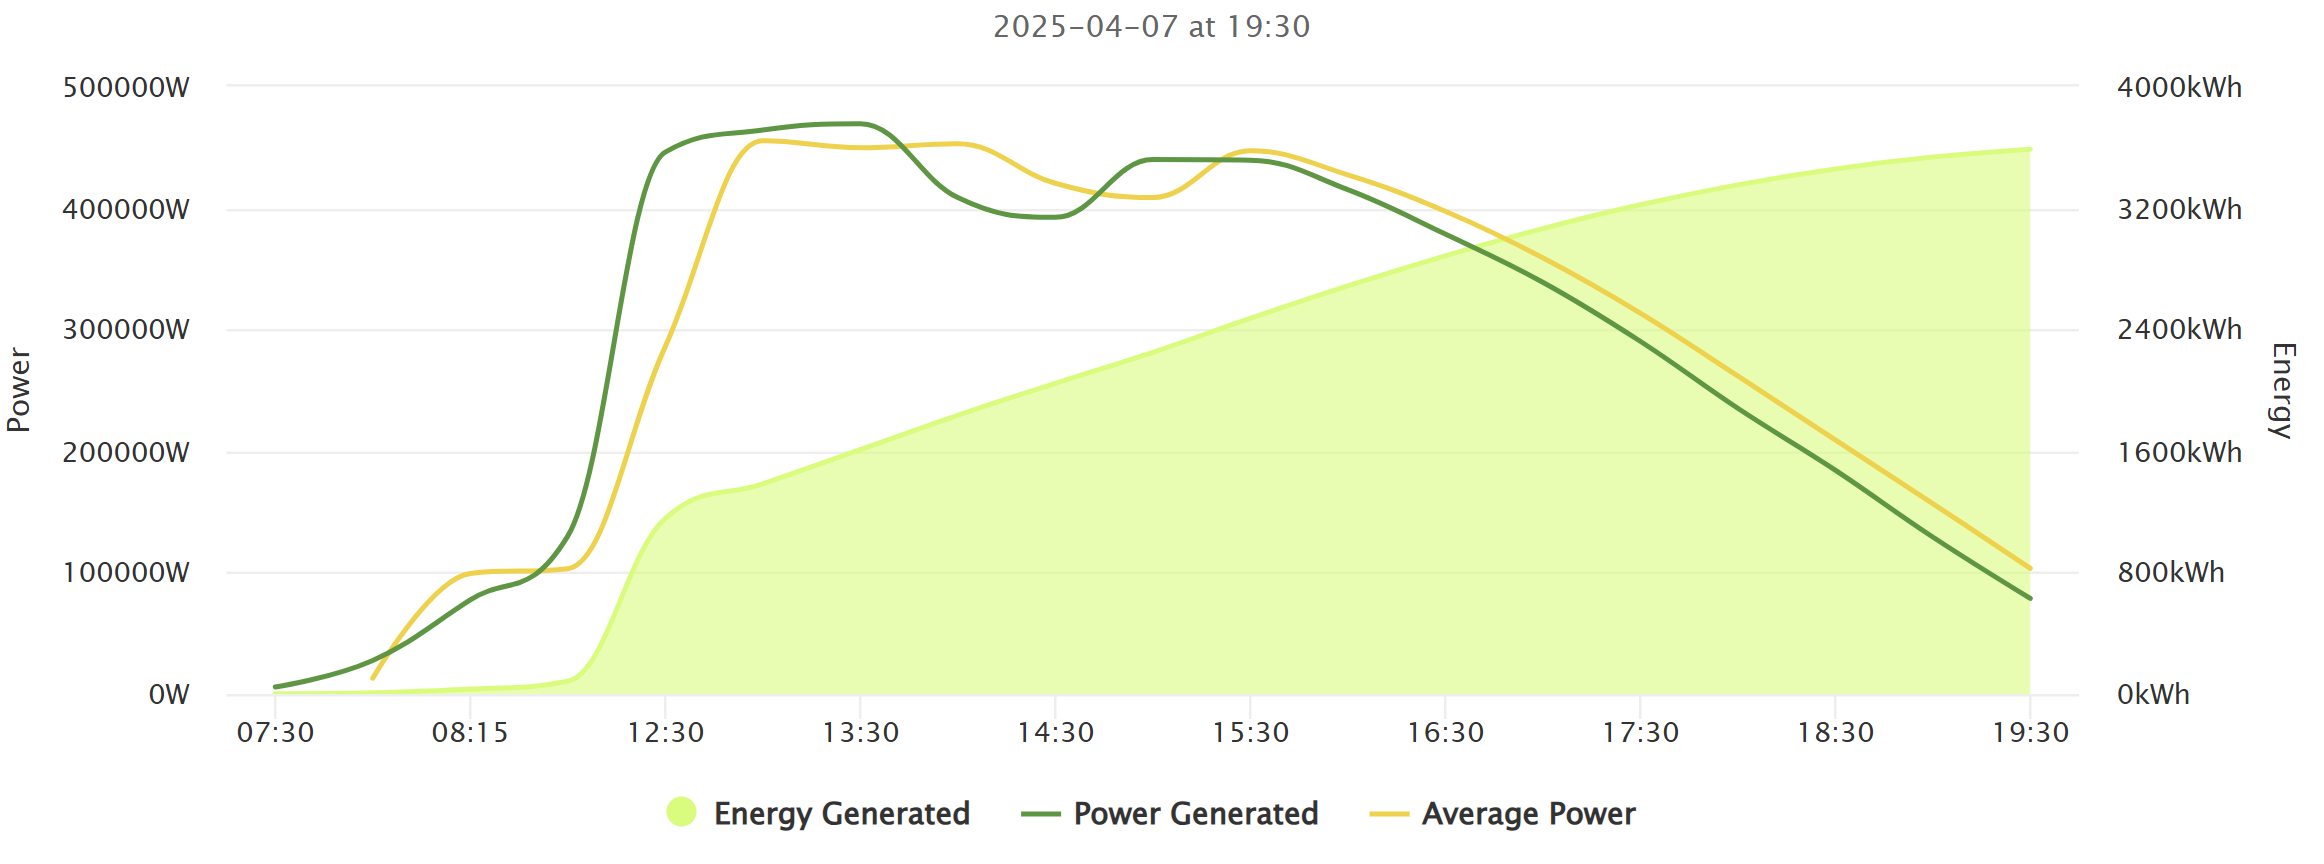 2025-04-07 at 19:30
500000W
4000kWh
400000W
3200kWh
300000W
2400kWh
Power
Energy
200000W
1600kWh
100000W
800kWh
0W
0kWh
07:30 08:15 12:30 13:30 14:30 15:30 16:30 17:30 18:30 19:30
Energy Generated Power Generated Average Power